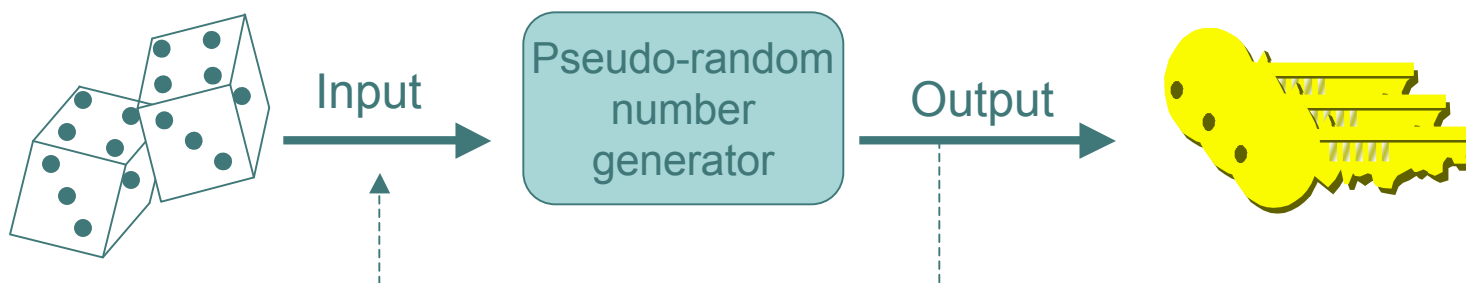 Input
Pseudo-random
number
generator
Output